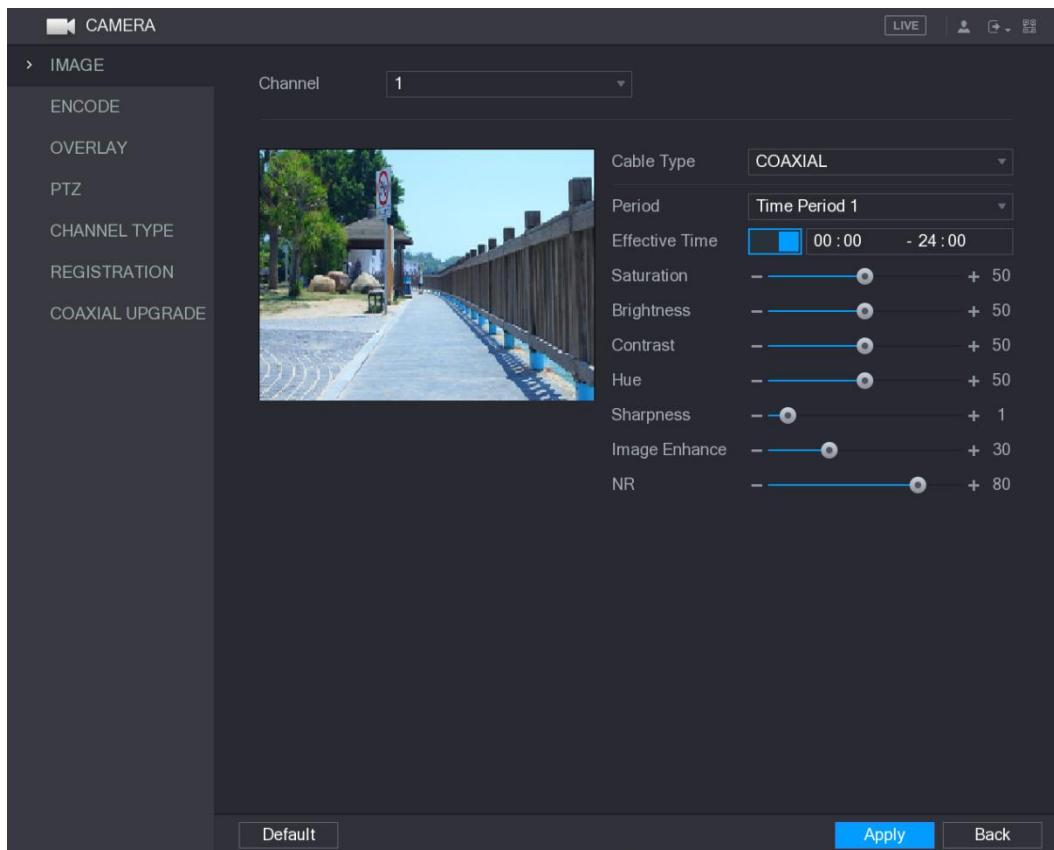 CAMERA
LIVE
IMAGE
ENCODE
OVERLAY
PTZ
CHANNEL TYPE
REGISTRATION
COAXIAL UPGRADE
Channel 1
Cable Type COAXIAL
Period Time Period 1
Effective Time 00 : 00 - 24 : 00
Saturation - + 50
Brightness - + 50
Contrast - + 50
Hue - + 50
Sharpness - + 1
Image Enhance - + 30
NR - + 80
Default
Apply
Back